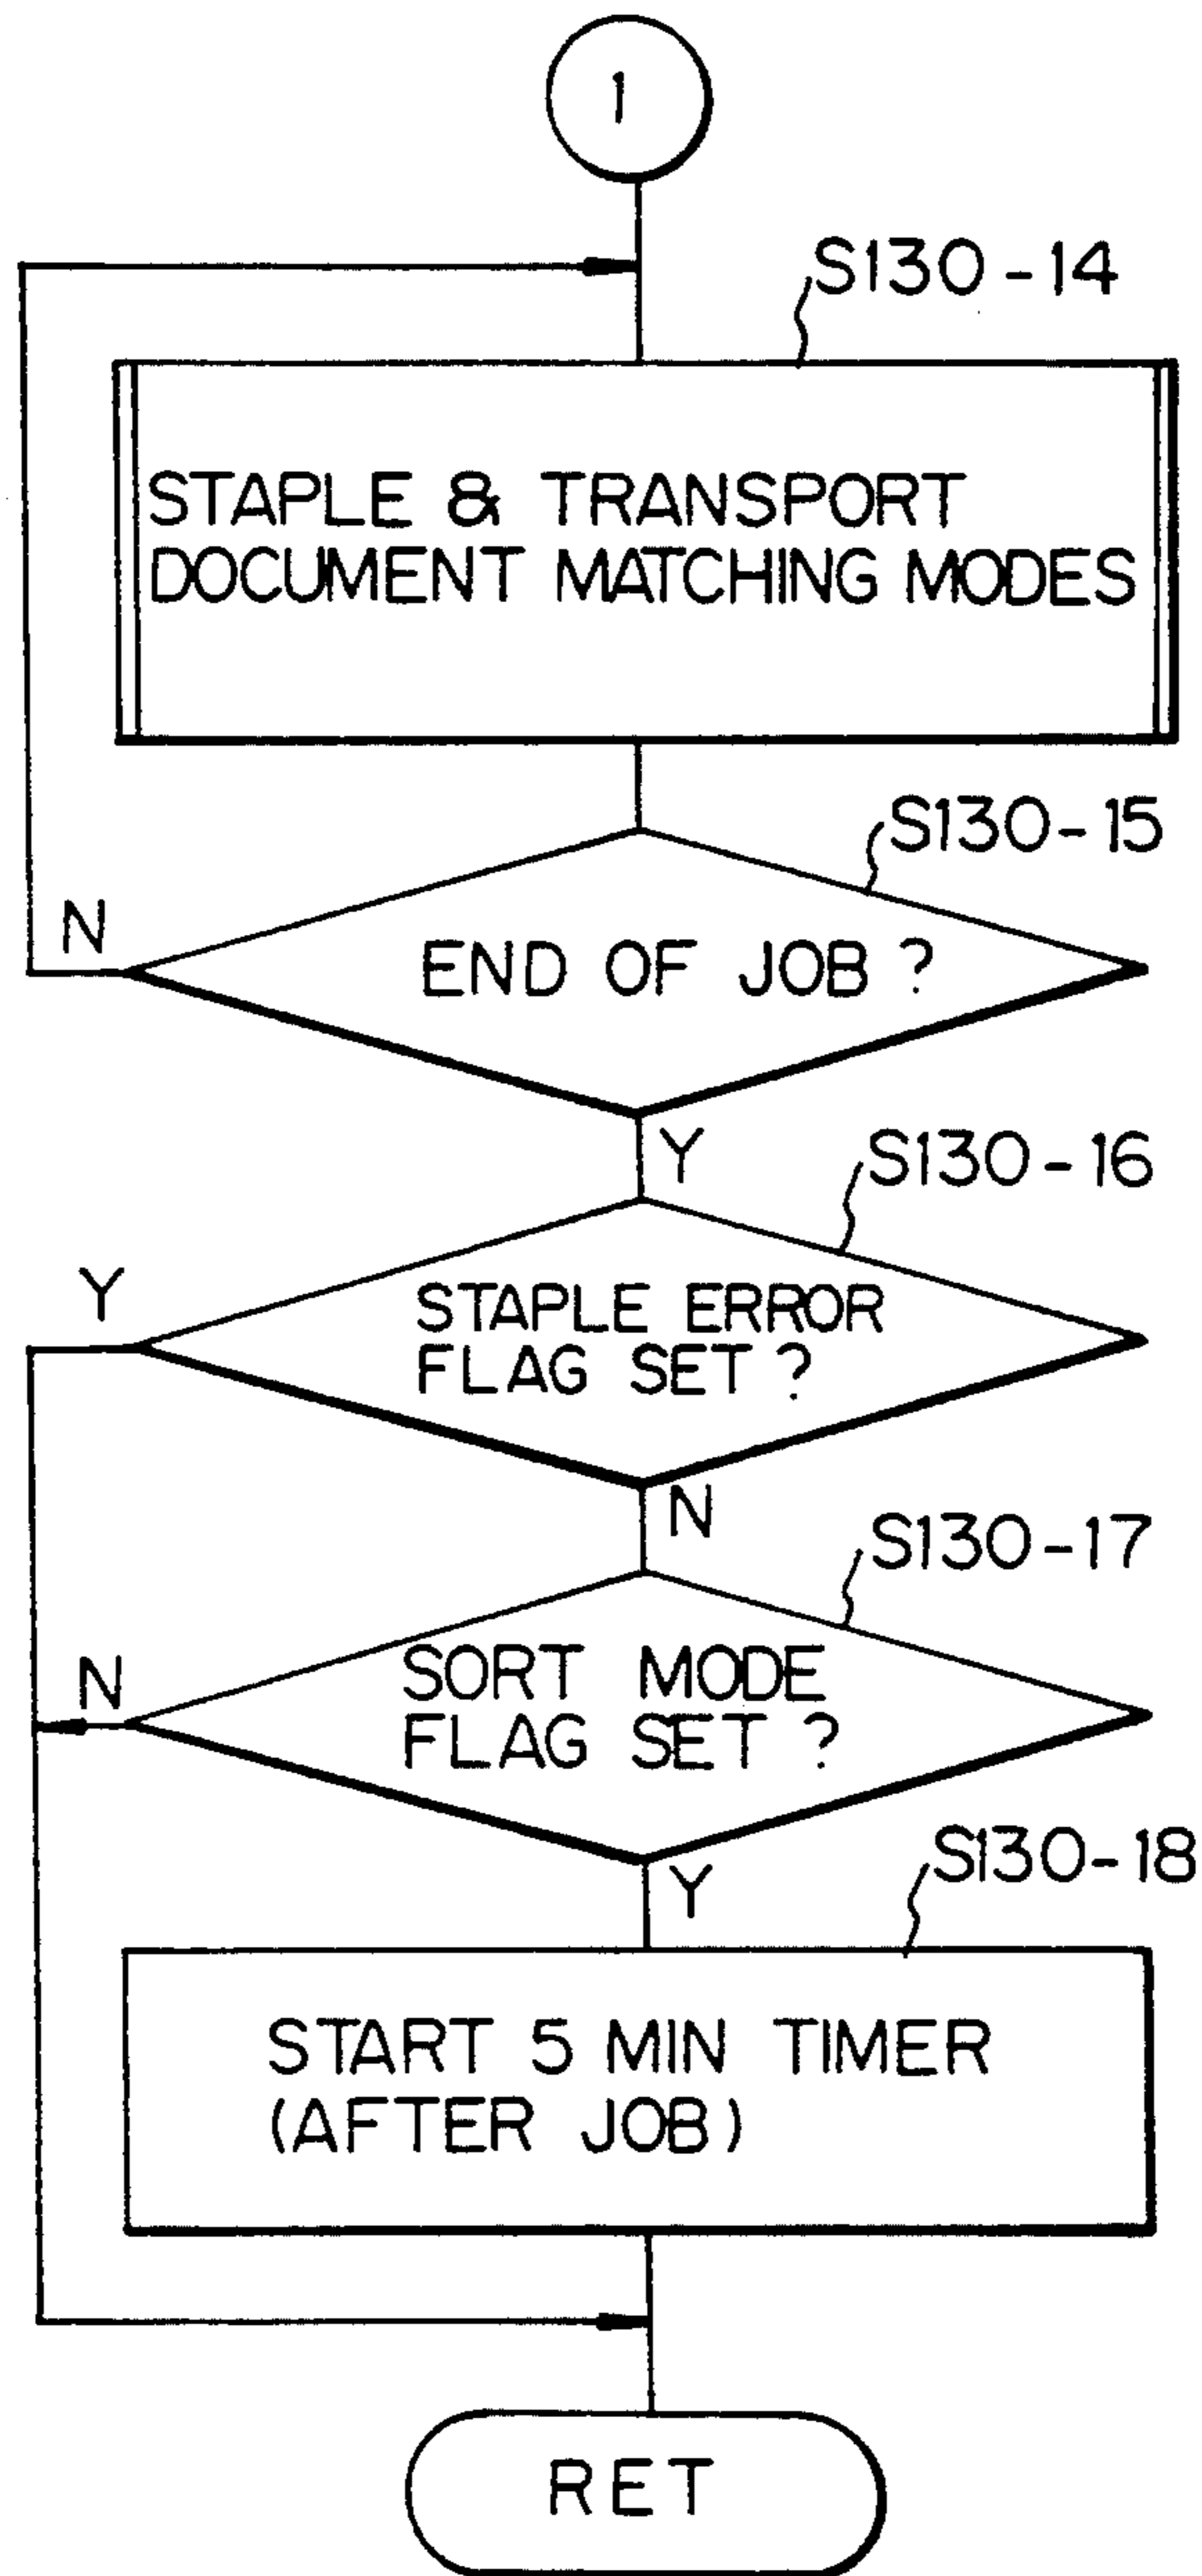 1
S130-14
STAPLE & TRANSPORT
DOCUMENT MATCHING MODES
S130-15
N
END OF JOB ?
Y
S130-16
Y
STAPLE ERROR
FLAG SET ?
N
S130-17
N
SORT MODE
FLAG SET ?
Y
S130-18
START 5 MIN TIMER
(AFTER JOB)
RET